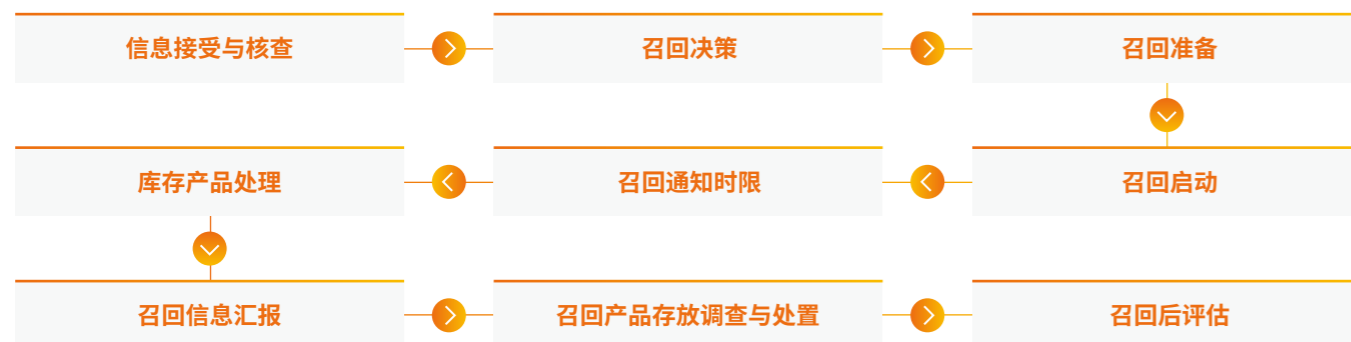 信息接受与核查
召回决策
召回准备
召回启动
召回通知时限
库存产品处理
召回信息汇报
召回产品存放调查与处置
召回后评估